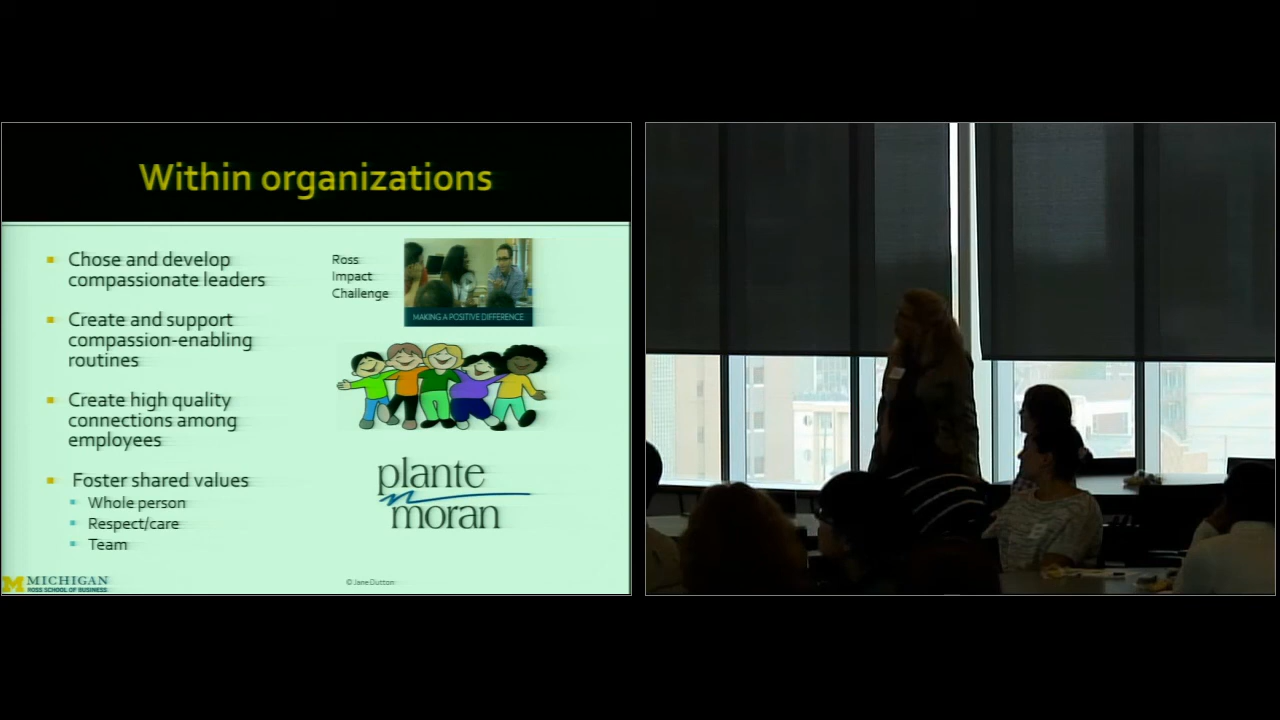 Within organizations
Chose and develop
compassionate leaders
Create and support
compassion-enabling
routines
Create high quality
connections among
employees
Foster shared values
Whole person
Respect/care
Team
Ross
Impact
Challenge
MAKING A POSITIVE DIFFERENCE
plante
moran
M MICHIGAN
ROSS SCHOOL OF BUSINESS
© Jane Dutton